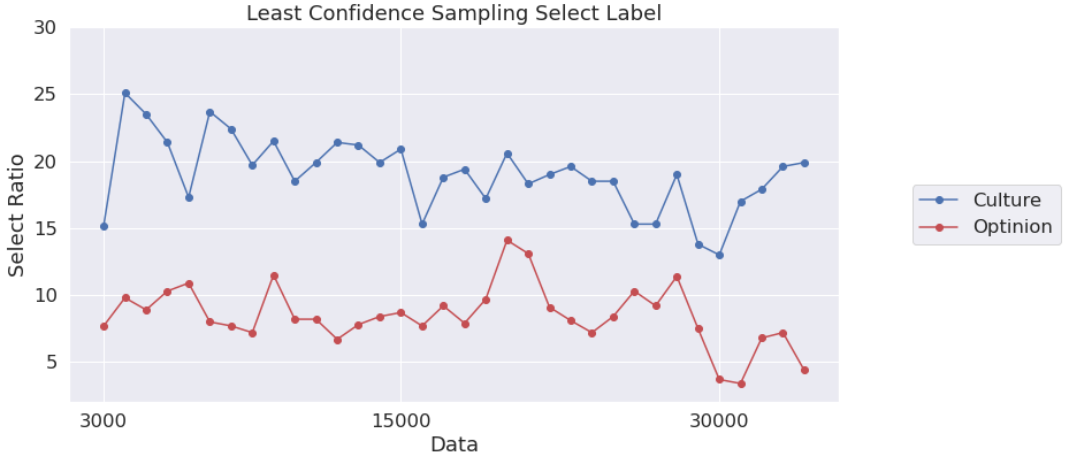 Least Confidence Sampling Select Label
30
25
20
15
10
5
Select Ratio
3000
15000
30000
Data
Culture
Optinion